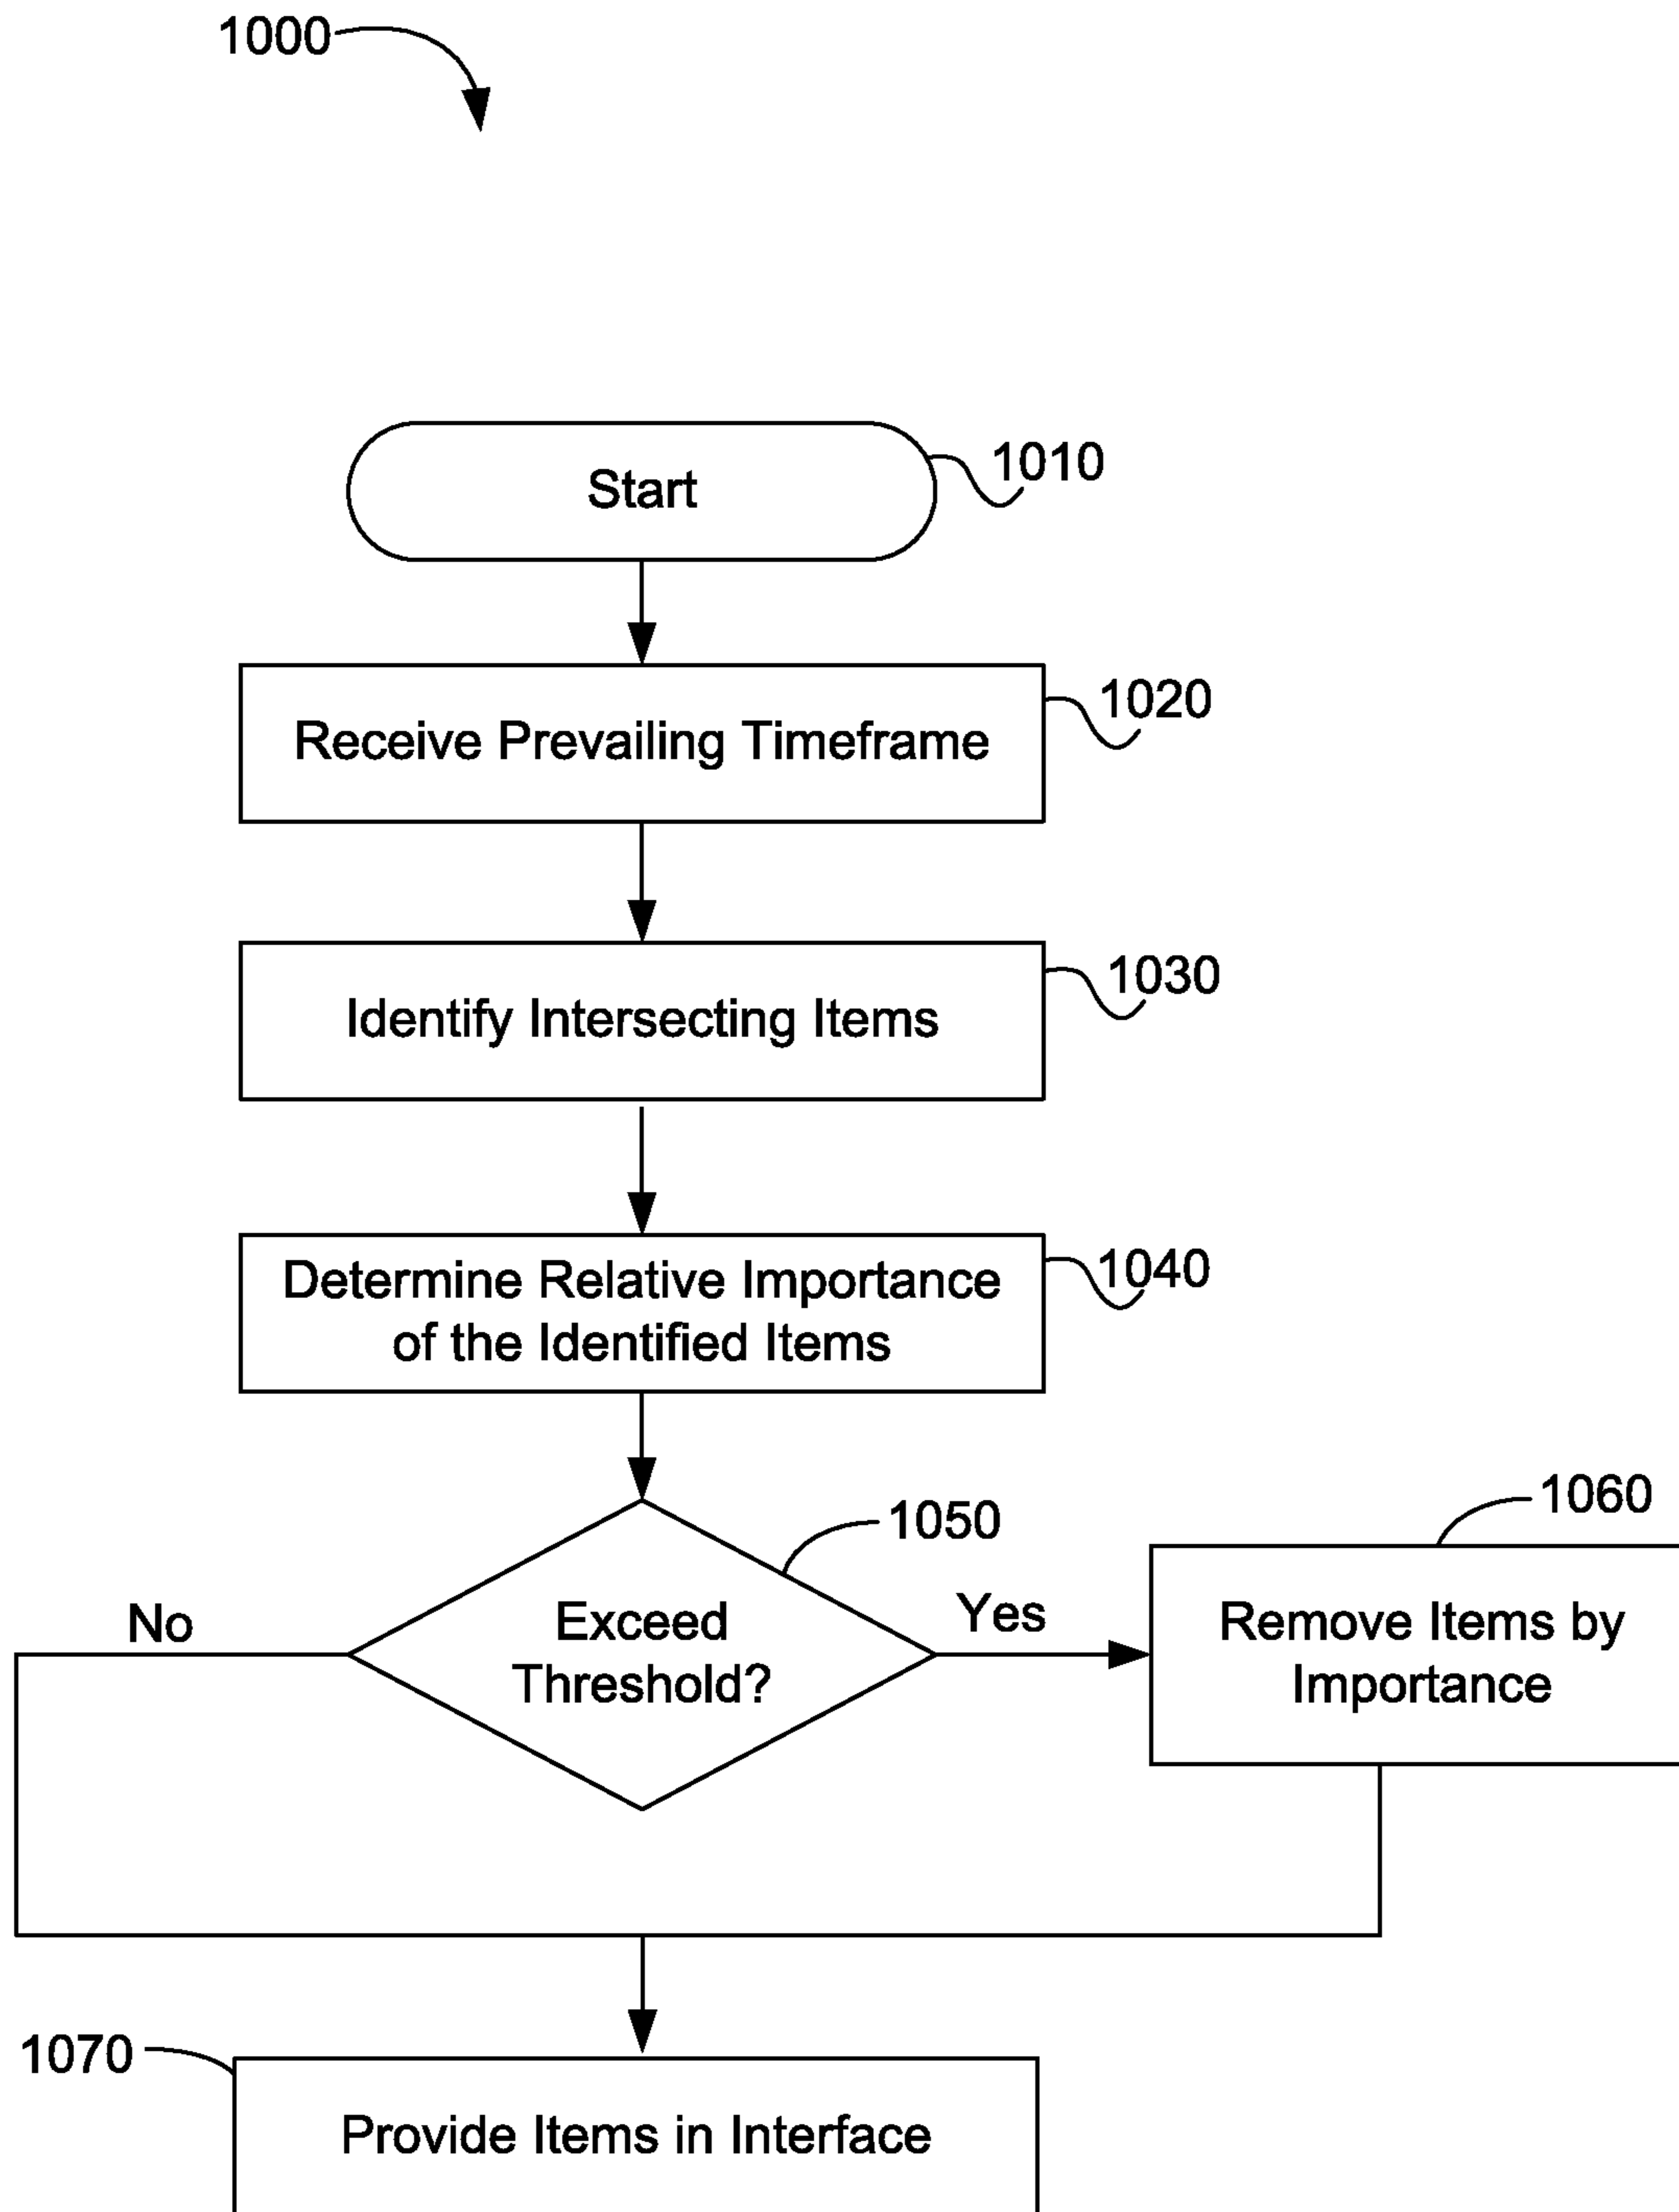 1000
Start
1010
Receive Prevailing Timeframe
1020
Identify Intersecting Items
1030
Determine Relative Importance
of the Identified Items
1040
Exceed
Threshold?
1050
No
Yes
Remove Items by
Importance
1060
1070
Provide Items in Interface